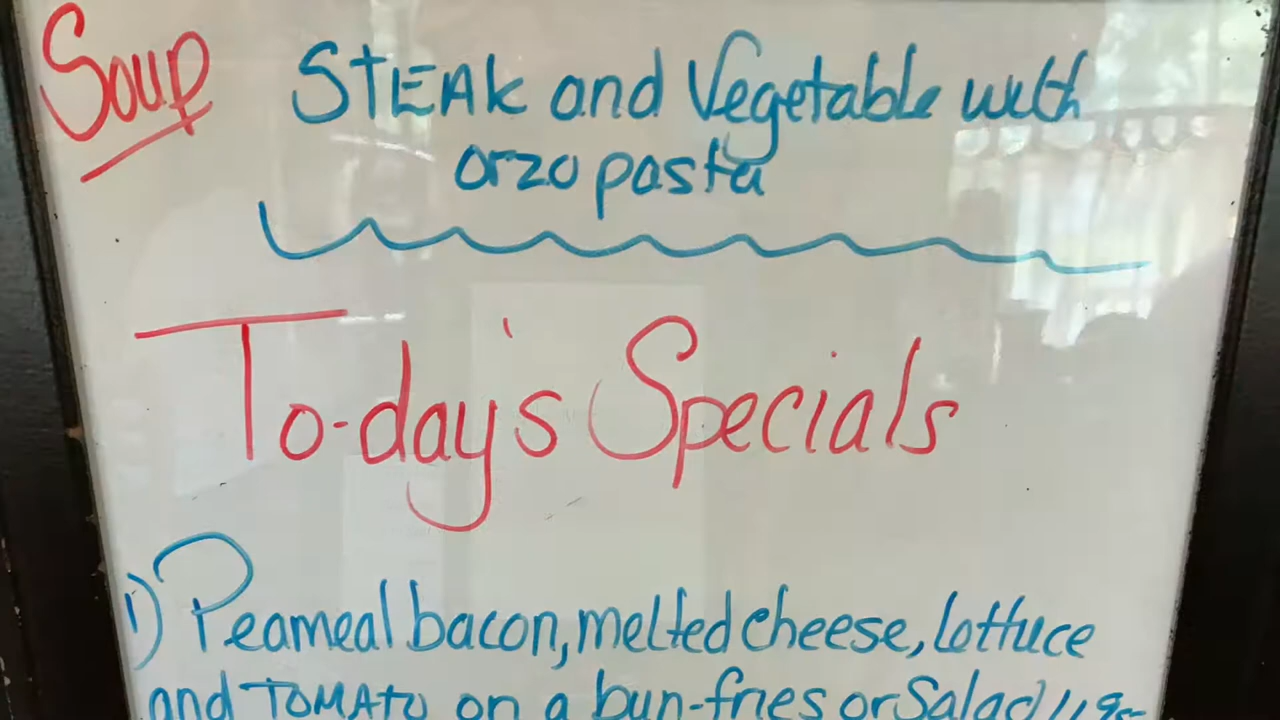 Soup STEAK and Vegetable with
orzo pasta
To-day's Specials
1) Peameal bacon, melted cheese, lettuce
and TOMATO on a bun-fries or Salad